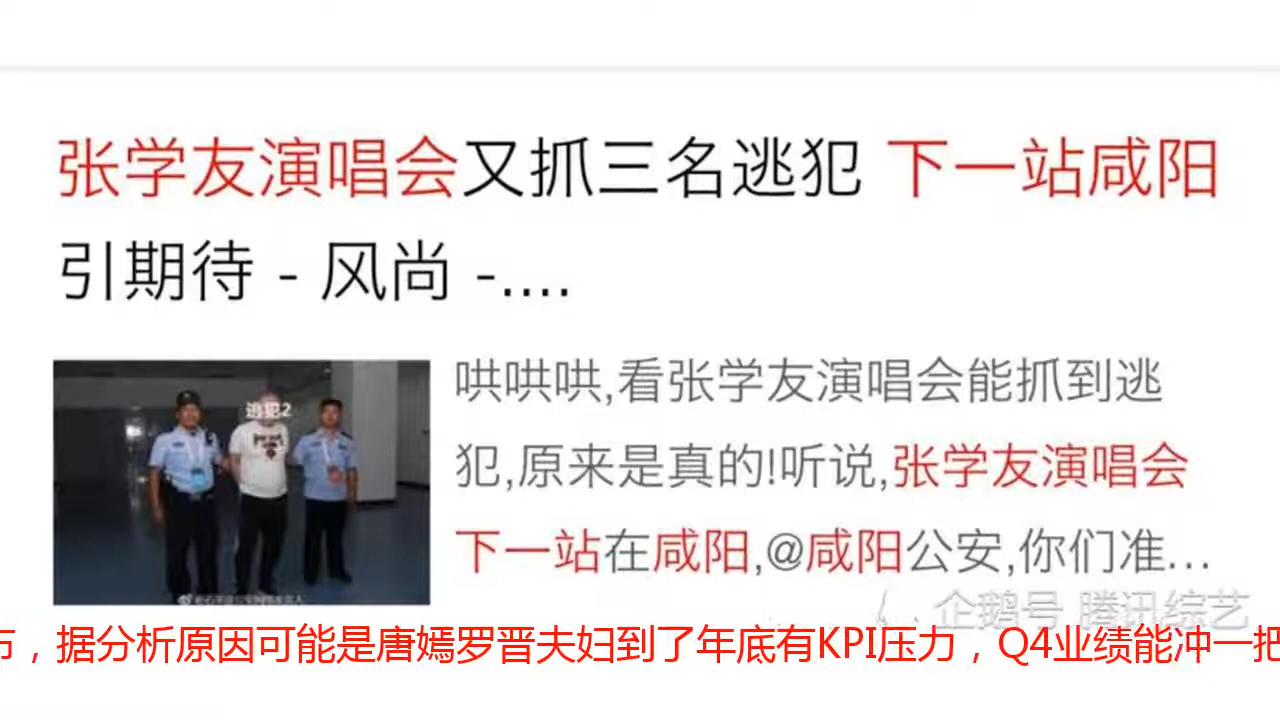 张学友演唱会又抓三名逃犯 下一站咸阳
引期待 - 风尚 -....
哄哄哄,看张学友演唱会能抓到逃
犯,原来是真的!听说,张学友演唱会
下一站在咸阳,@咸阳公安,你们准...
逃犯2
企鹅号 腾讯综艺
,据分析原因可能是唐嫣罗晋夫妇到了年底有KPI压力,Q4业绩能冲一把